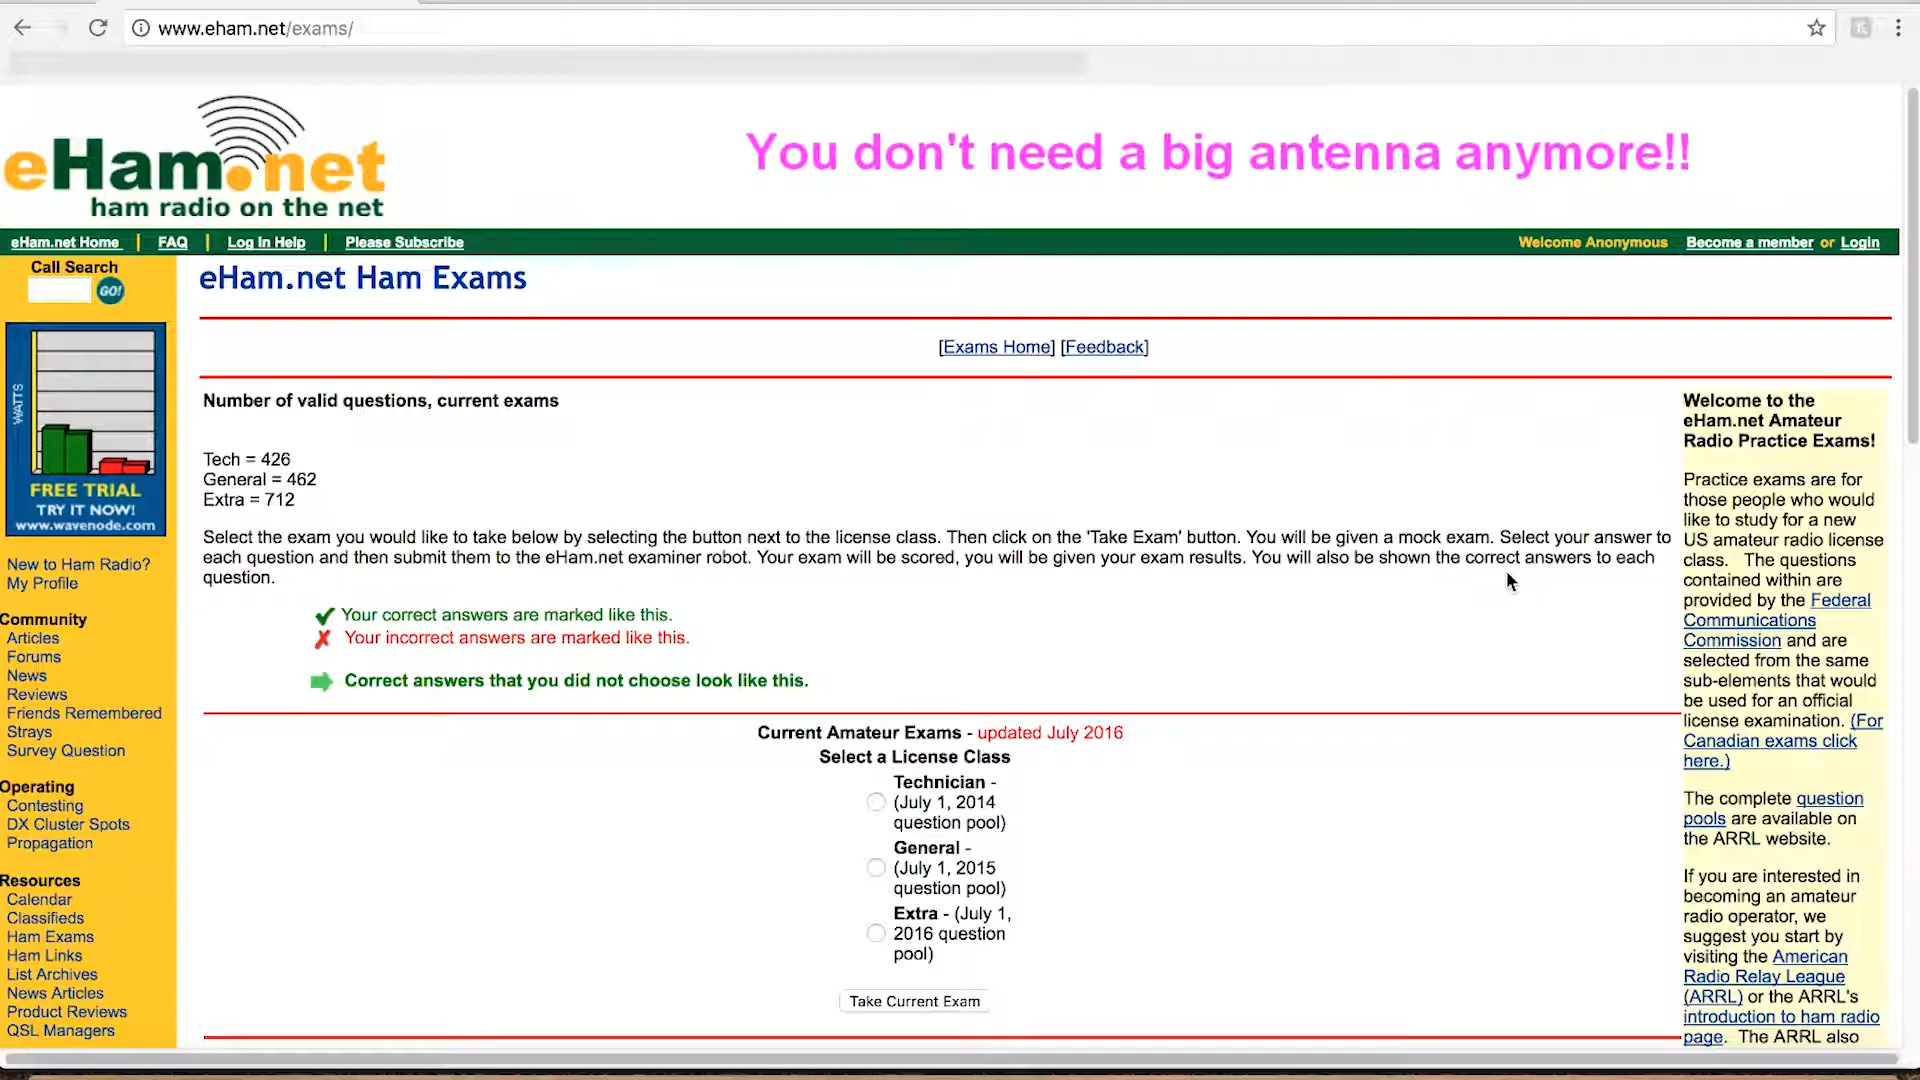 www.eham.net/exams/
eHam.net
ham radio on the net
You don't need a big antenna anymore!!
eHam.net Home | FAQ | Log In Help | Please Subscribe
Welcome Anonymous Become a member or Login
Call Search
GO!
WATTS
FREE TRIAL
TRY IT NOW!
www.wavenode.com
New to Ham Radio?
My Profile
Community
Articles
Forums
News
Reviews
Friends Remembered
Strays
Survey Question
Operating
Contesting
DX Cluster Spots
Propagation
Resources
Calendar
Classifieds
Ham Exams
Ham Links
List Archives
News Articles
Product Reviews
QSL Managers
eHam.net Ham Exams
[Exams Home] [Feedback]
Number of valid questions, current exams
Tech = 426
General = 462
Extra = 712
Select the exam you would like to take below by selecting the button next to the license class. Then click on the 'Take Exam' button. You will be given a mock exam. Select your answer to
each question and then submit them to the eHam.net examiner robot. Your exam will be scored, you will be given your exam results. You will also be shown the correct answers to each
question.
Your correct answers are marked like this.
Your incorrect answers are marked like this.
Correct answers that you did not choose look like this.
Current Amateur Exams - updated July 2016
Select a License Class
Technician -
(July 1, 2014
question pool)
General -
(July 1, 2015
question pool)
Extra - (July 1,
2016 question
pool)
Take Current Exam
Welcome to the
eHam.net Amateur
Radio Practice Exams!
Practice exams are for
those people who would
like to study for a new
US amateur radio license
class. The questions
contained within are
provided by the Federal
Communications
Commission and are
selected from the same
sub-elements that would
be used for an official
license examination. (For
Canadian exams click
here.)
The complete question
pools are available on
the ARRL website.
If you are interested in
becoming an amateur
radio operator, we
suggest you start by
visiting the American
Radio Relay League
(ARRL) or the ARRL's
introduction to ham radio
page. The ARRL also